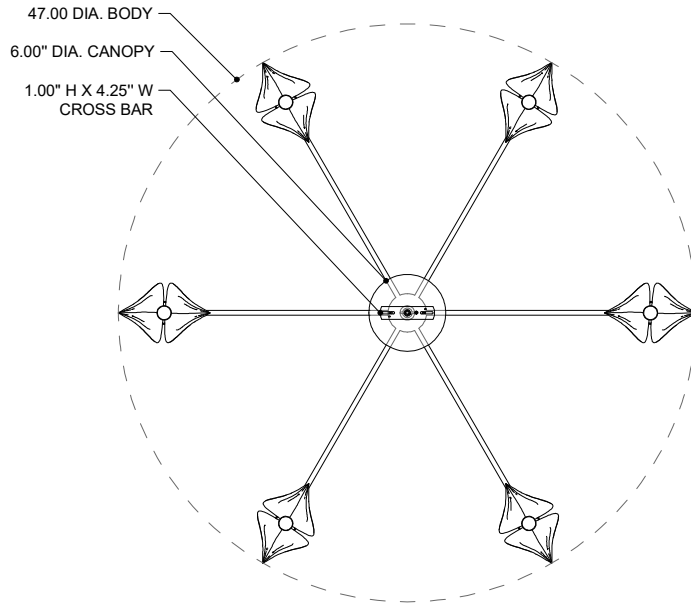 47.00 DIA. BODY
6.00" DIA. CANOPY
1.00" H X 4.25" W
CROSS BAR